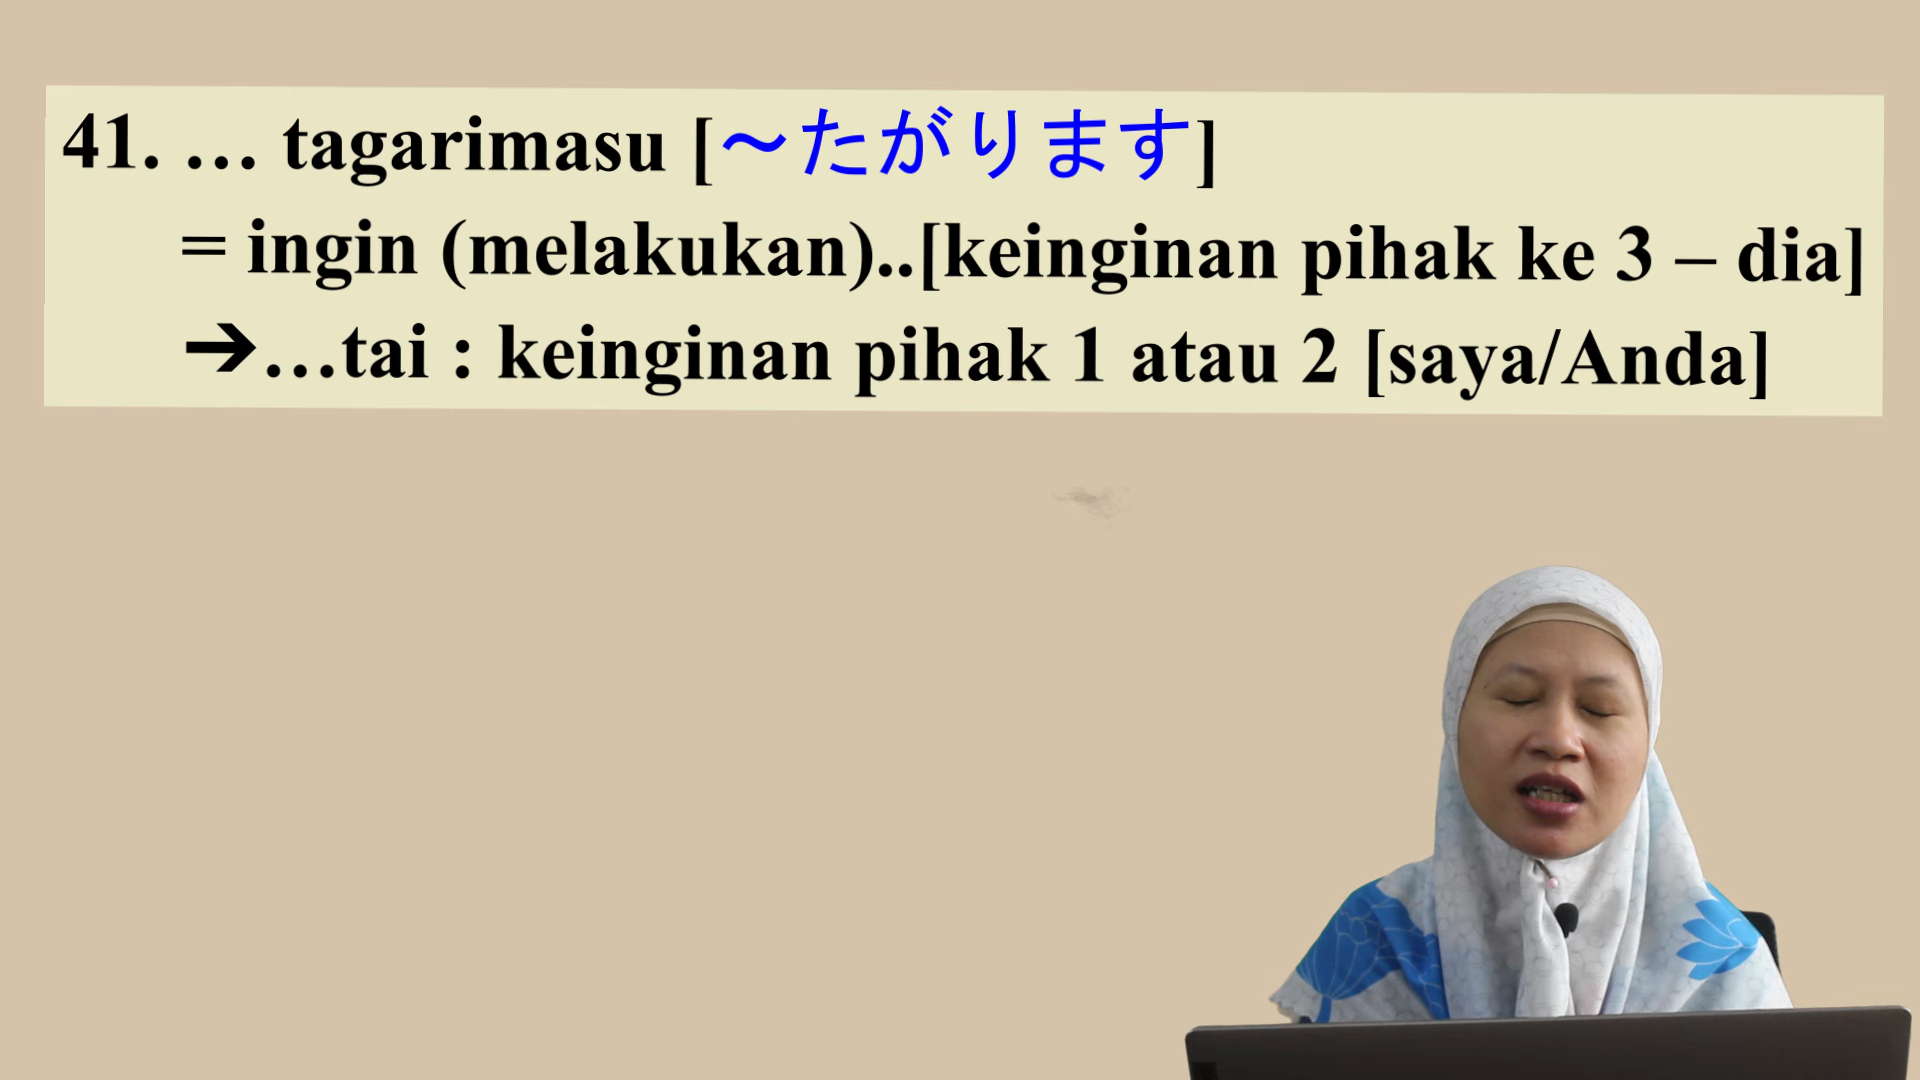 41. … tagarimasu [～たがります]
= ingin (melakukan)..[keinginan pihak ke 3 – dia]
➔…tai : keinginan pihak 1 atau 2 [saya/Anda]